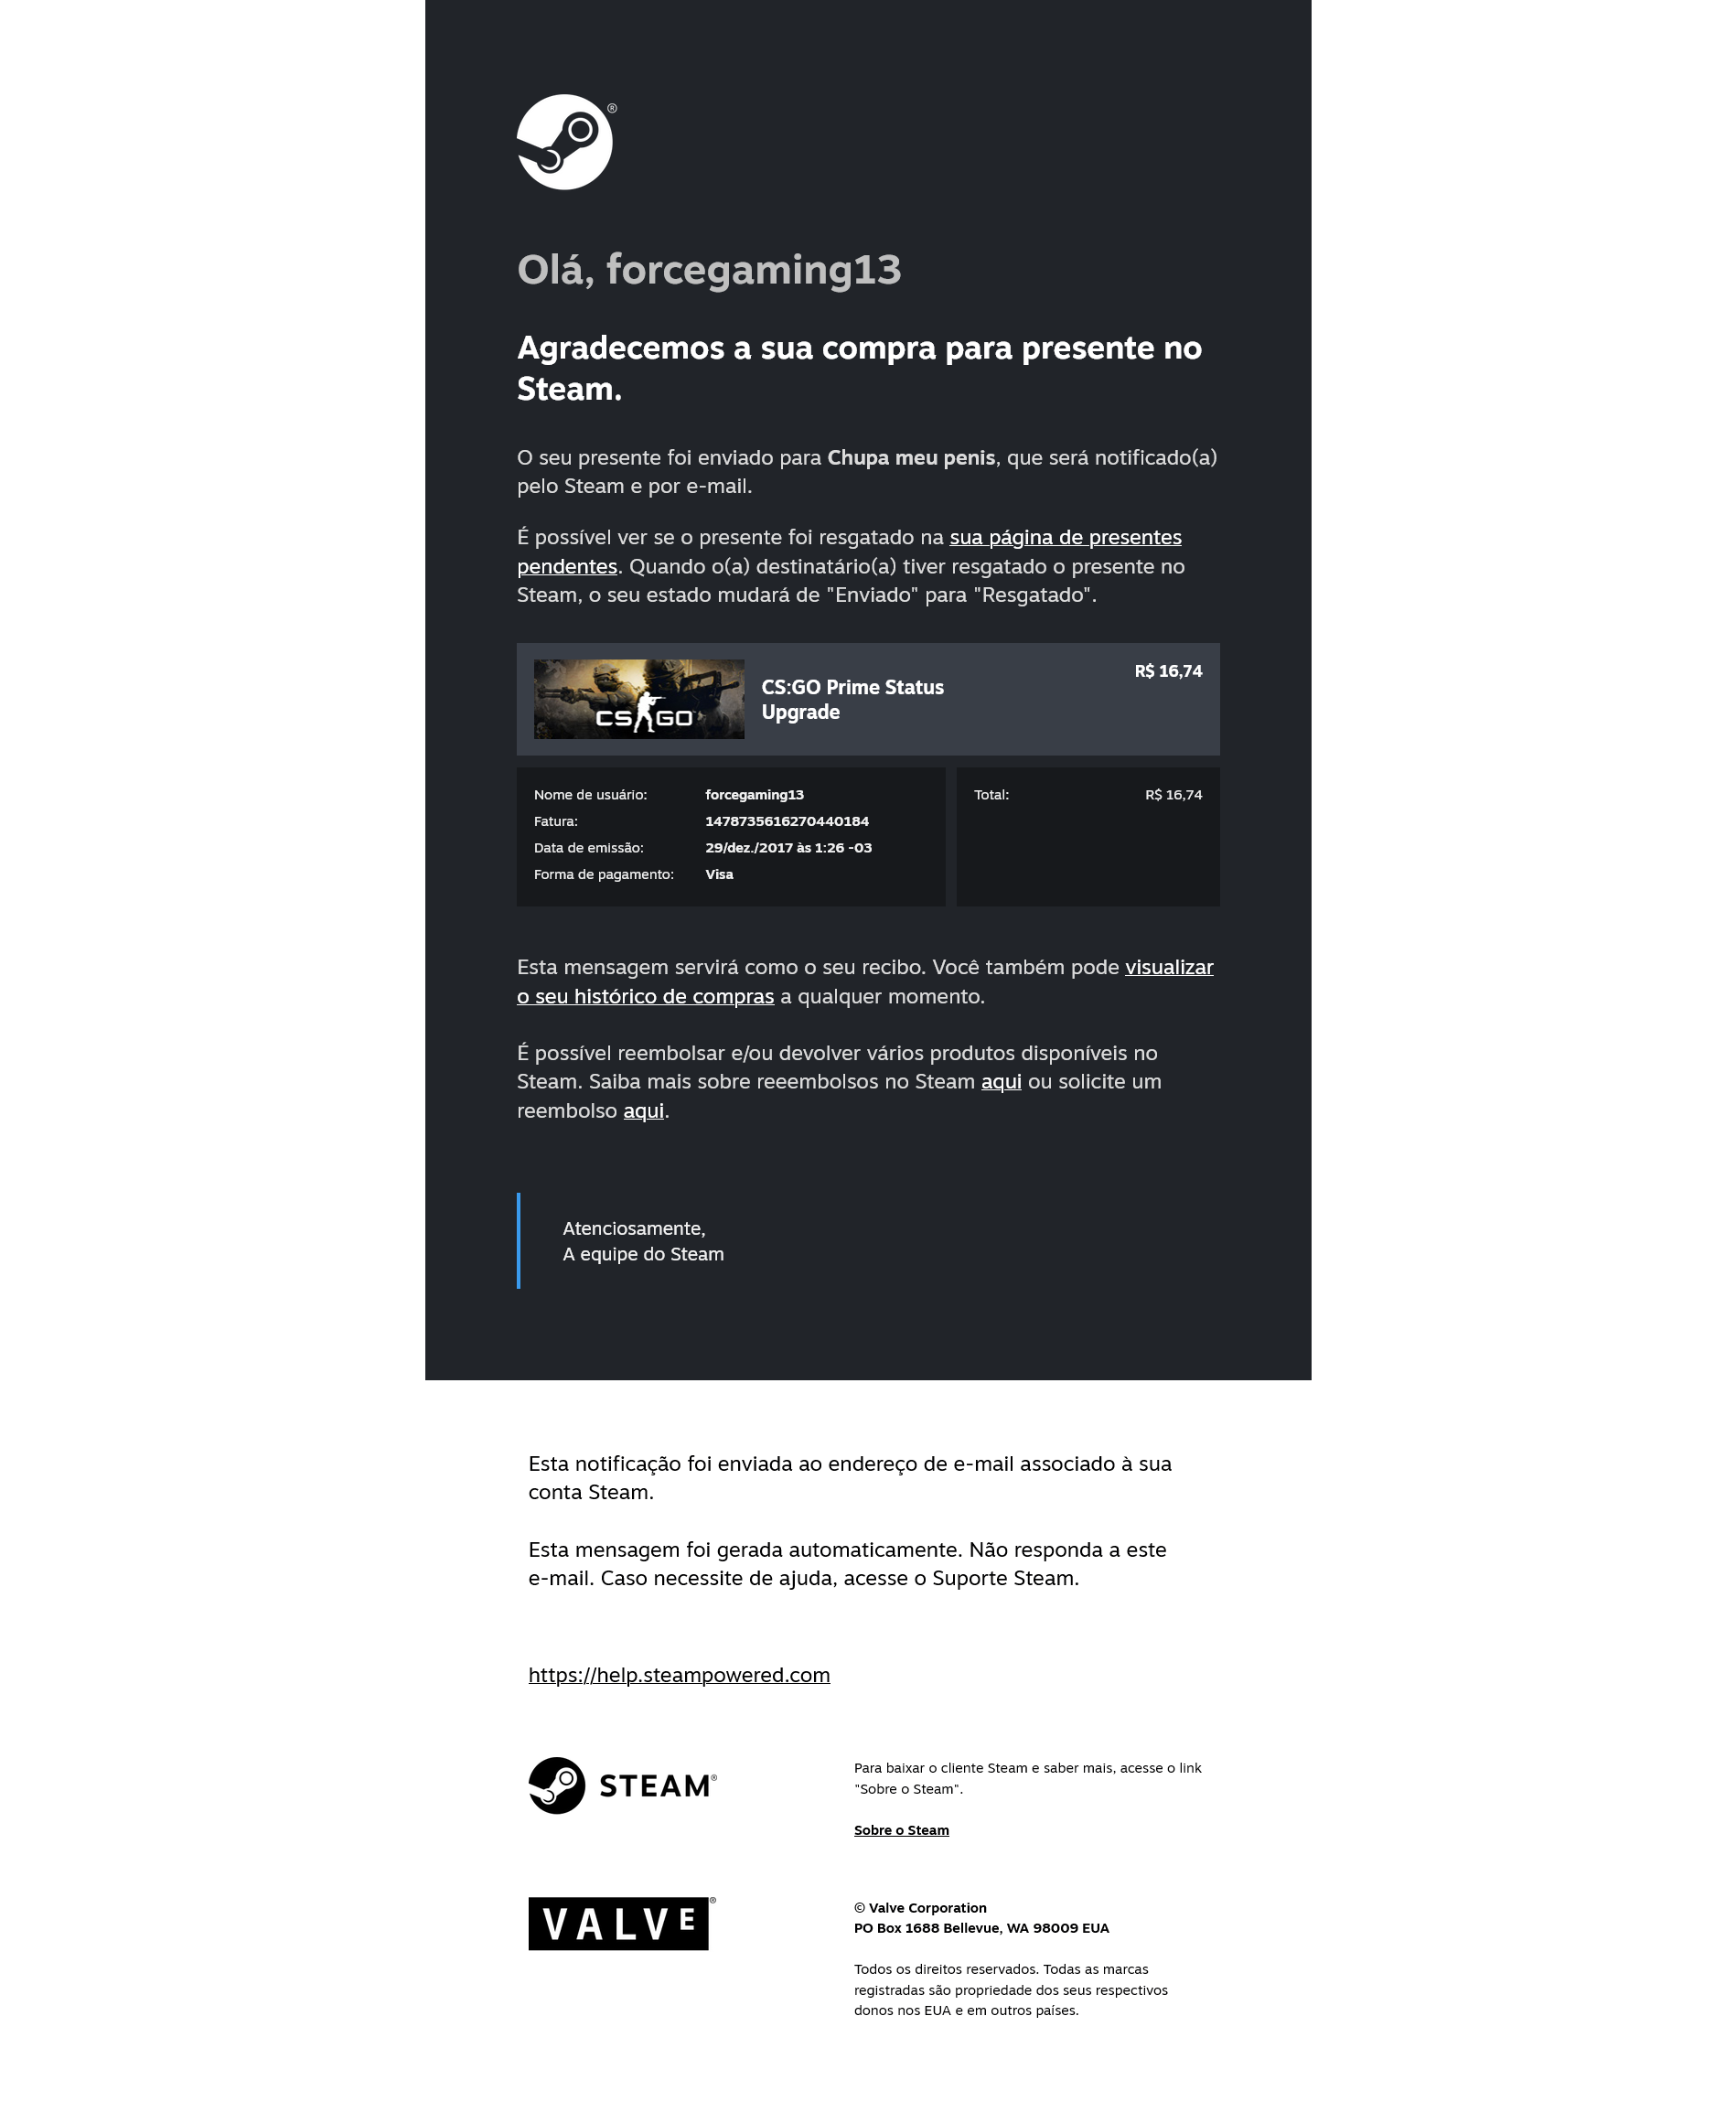 ®
Olá, forcegaming13
Agradecemos a sua compra para presente no
Steam.
O seu presente foi enviado para Chupa meu penis, que será notificado(a)
pelo Steam e por e-mail.
É possível ver se o presente foi resgatado na sua página de presentes
pendentes. Quando o(a) destinatário(a) tiver resgatado o presente no
Steam, o seu estado mudará de "Enviado" para "Resgatado".
CS GO
CS:GO Prime Status
Upgrade
R$ 16,74
Nome de usuário: forcegaming13
Fatura: 1478735616270440184
Data de emissão: 29/dez./2017 às 1:26 -03
Forma de pagamento: Visa
Total: R$ 16,74
Esta mensagem servirá como o seu recibo. Você também pode visualizar
o seu histórico de compras a qualquer momento.
É possível reembolsar e/ou devolver vários produtos disponíveis no
Steam. Saiba mais sobre reeembolsos no Steam aqui ou solicite um
reembolso aqui.
Atenciosamente,
A equipe do Steam
Esta notificação foi enviada ao endereço de e-mail associado à sua
conta Steam.
Esta mensagem foi gerada automaticamente. Não responda a este
e-mail. Caso necessite de ajuda, acesse o Suporte Steam.
https://help.steampowered.com
STEAM®
Para baixar o cliente Steam e saber mais, acesse o link
"Sobre o Steam".
Sobre o Steam
VALVE®
© Valve Corporation
PO Box 1688 Bellevue, WA 98009 EUA
Todos os direitos reservados. Todas as marcas
registradas são propriedade dos seus respectivos
donos nos EUA e em outros países.